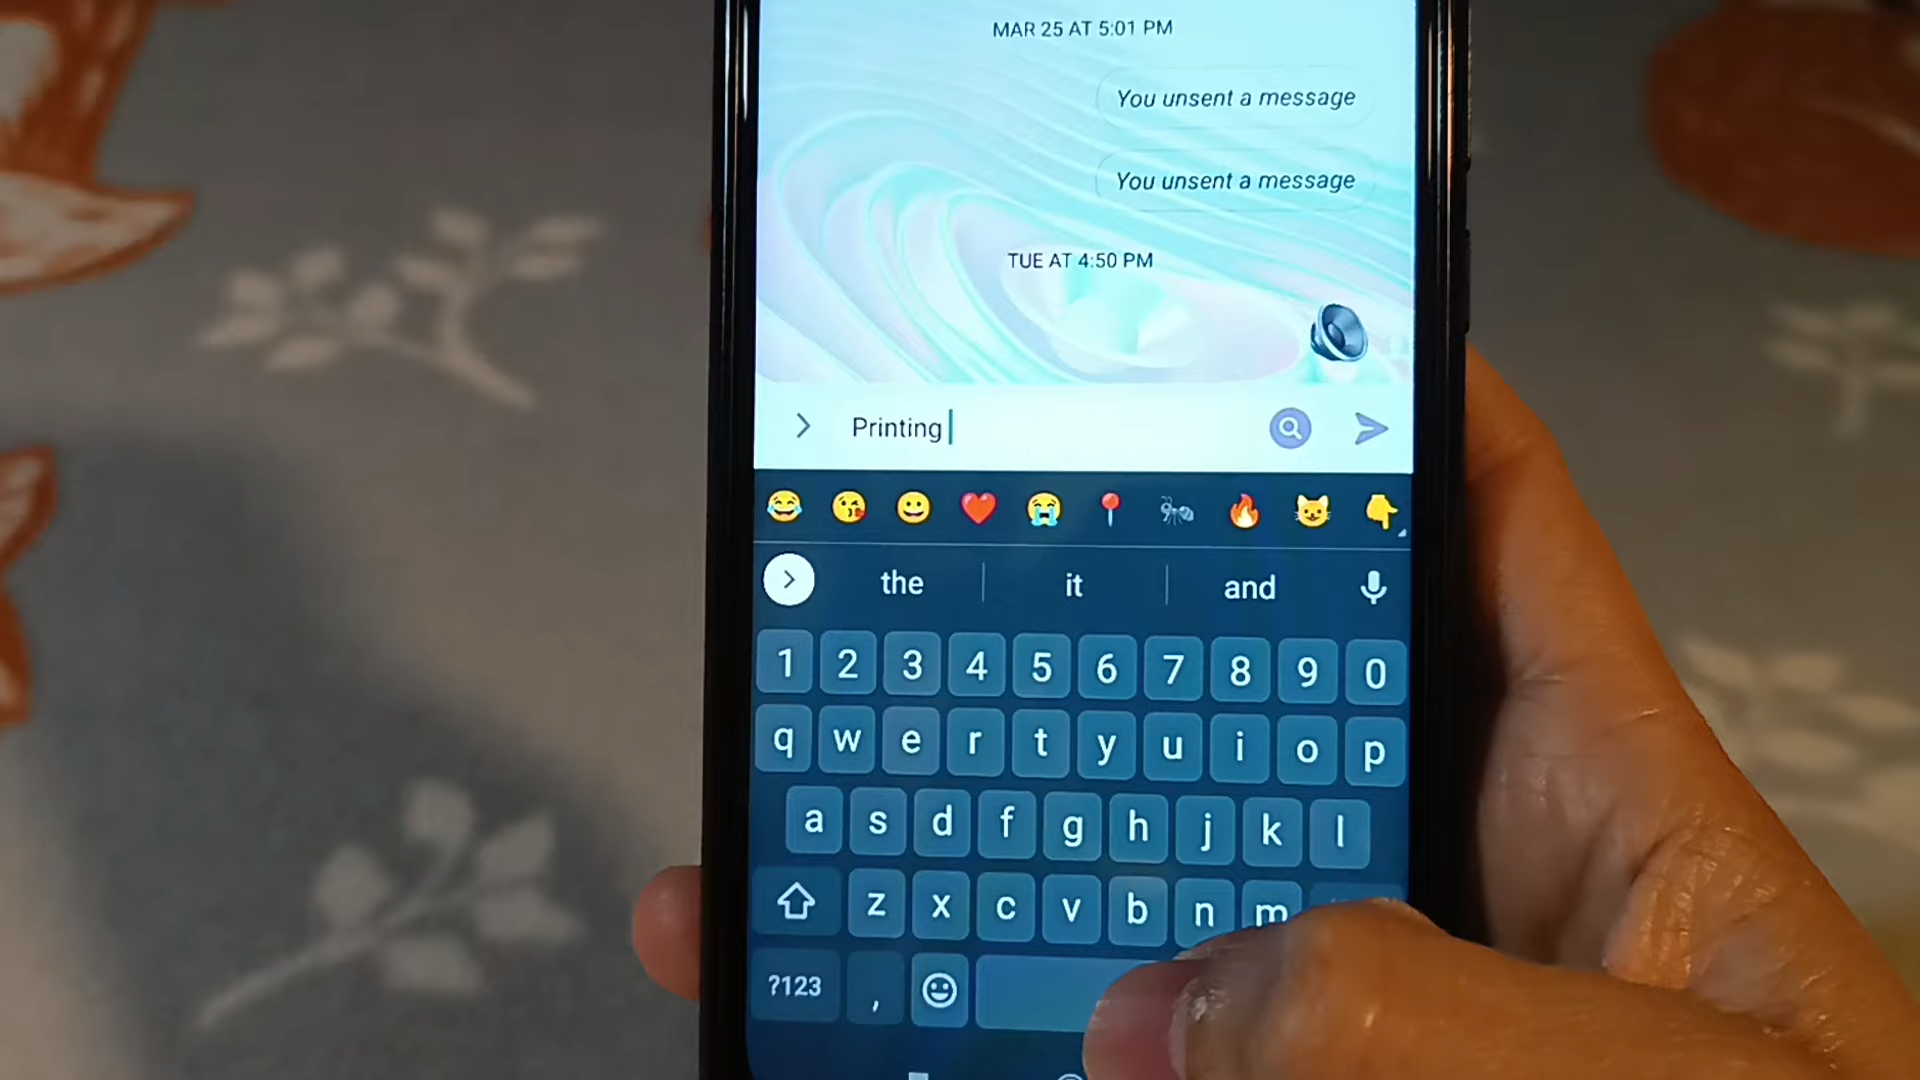 MAR 25 AT 5:01 PM
You unsent a message
You unsent a message
TUE AT 4:50 PM
Printing
the it and
1 2 3 4 5 6 7 8 9 0
q w e r t y u i o p
a s d f g h j k l
z x c v b n m
?123 ,